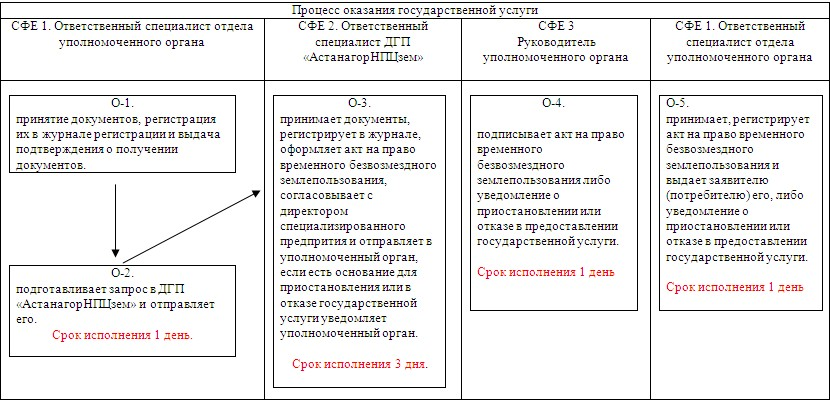 Процесс оказания государственной услуги
СФЕ 1. Ответственный специалист отдела
уполномоченного органа
СФЕ 2. Ответственный
специалист ДГП
«АстанагорНПЦзем»
СФЕ 3
Руководитель
уполномоченного органа
СФЕ 1. Ответственный
специалист отдела
уполномоченного органа
О-1.
принятие документов, регистрация
их в журнале регистрации и выдача
подтверждения о получении
документов.
О-2.
подготавливает запрос в ДГП
«АстанагорНПЦзем» и отправляет
его.
Срок исполнения 1 день.
О-3.
принимает документы,
регистрирует в журнале,
оформляет акт на право
временного безвозмездного
землепользования,
согласовывает с
директором
специализированного
предпрития и отправляет в
уполномоченный орган,
если есть основание для
приостановления или в
отказе государственной
услуги уведомляет
уполномоченный орган.
Срок исполнения 3 дня.
О-4.
подписывает акт на право
временного
безвозмездного
землепользования либо
уведомление о
приостановлении или
отказе в предоставлении
государственной услуги.
Срок исполнения 1 день
О-5.
принимает, регистрирует
акт на право временного
безвозмездного
землепользования и
выдает заявителю
(потребителю) его, либо
уведомление о
приостановлении или
отказе в предоставлении
государственной услуги.
Срок исполнения 1 день